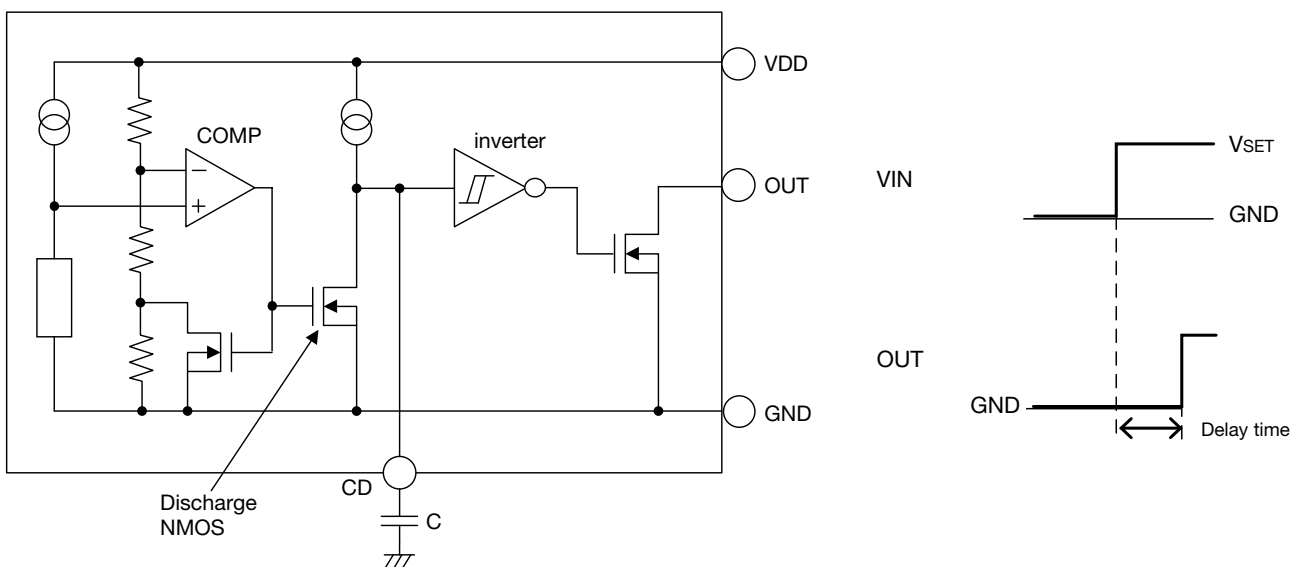 VDD
COMP
−
+
inverter
OUT
GND
CD
C
Discharge
NMOS
VIN
VSET
GND
OUT
GND
Delay time